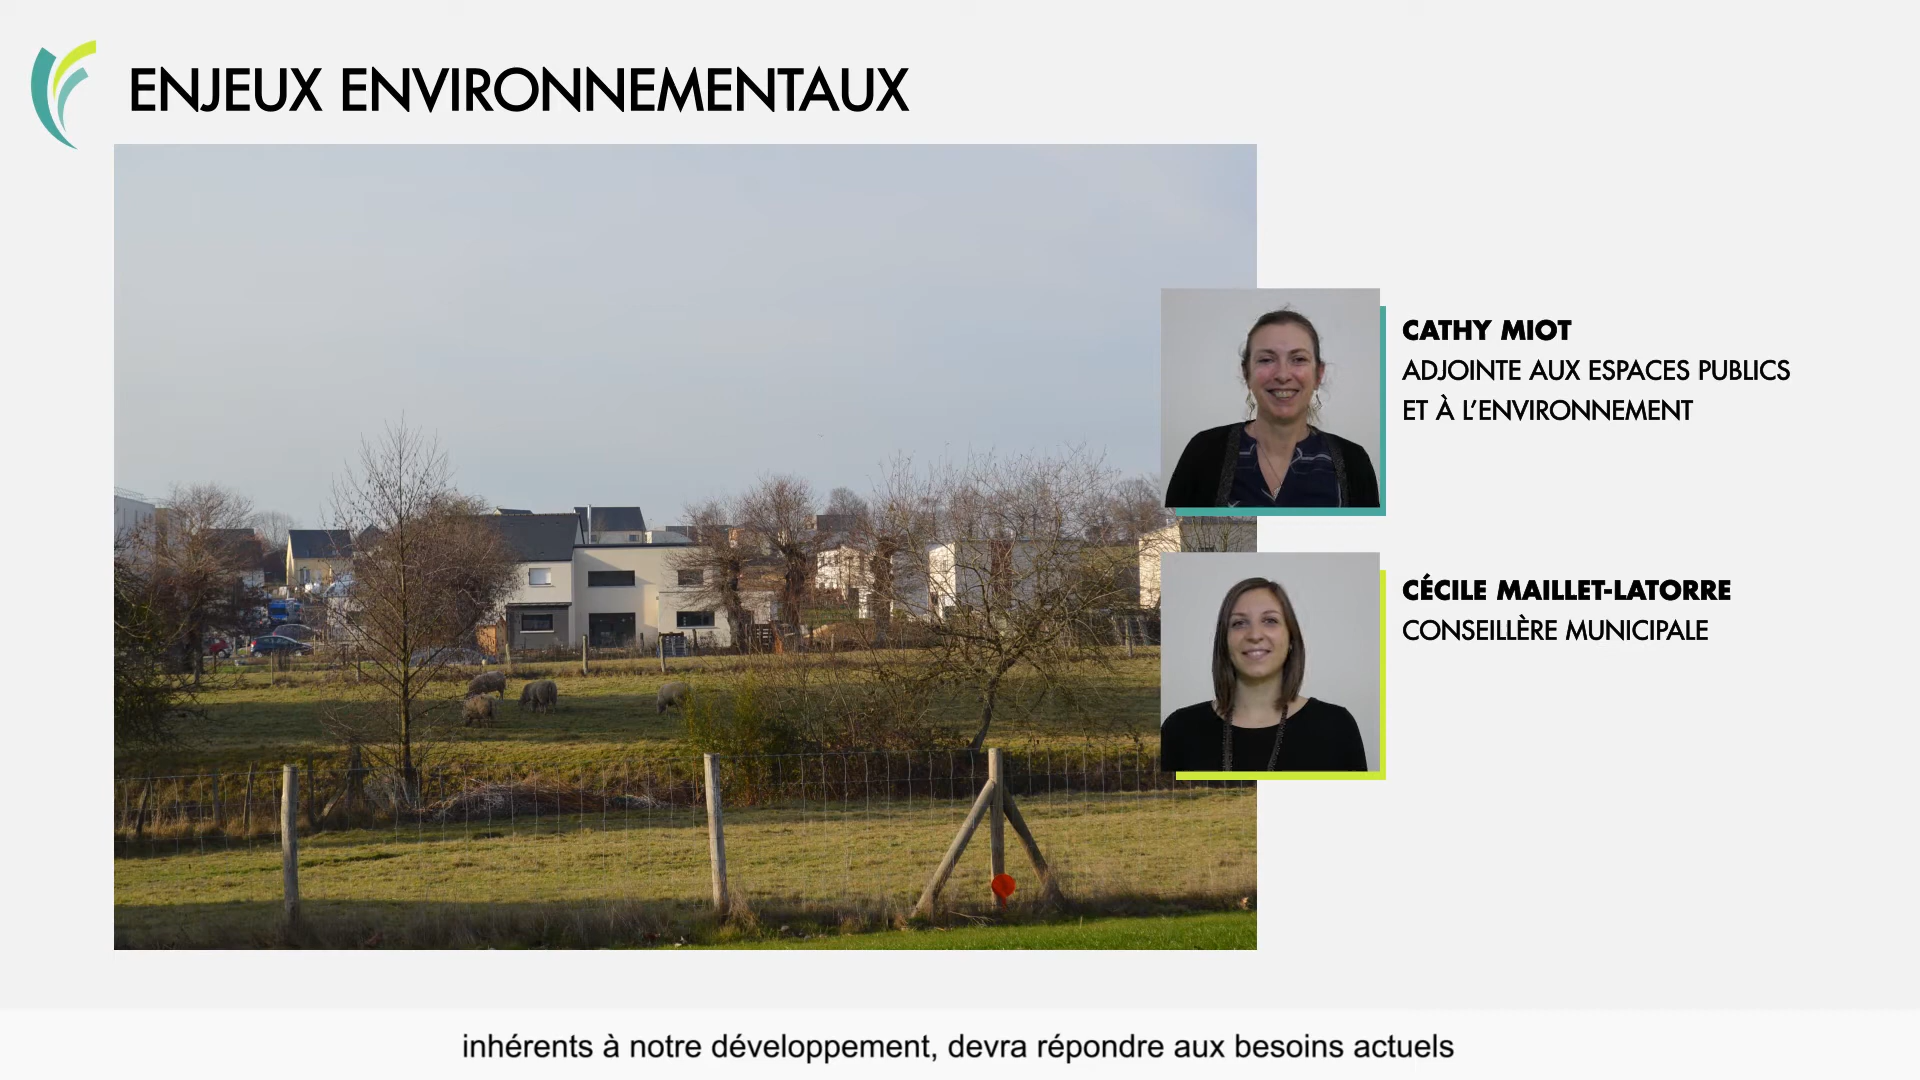 ENJEUX ENVIRONNEMENTAUX
CATHY MIOT
ADJOINTE AUX ESPACES PUBLICS
ET À L’ENVIRONNEMENT
CÉCILE MAILLET-LATORRE
CONSEILLÈRE MUNICIPALE
inhérents à notre développement, devra répondre aux besoins actuels